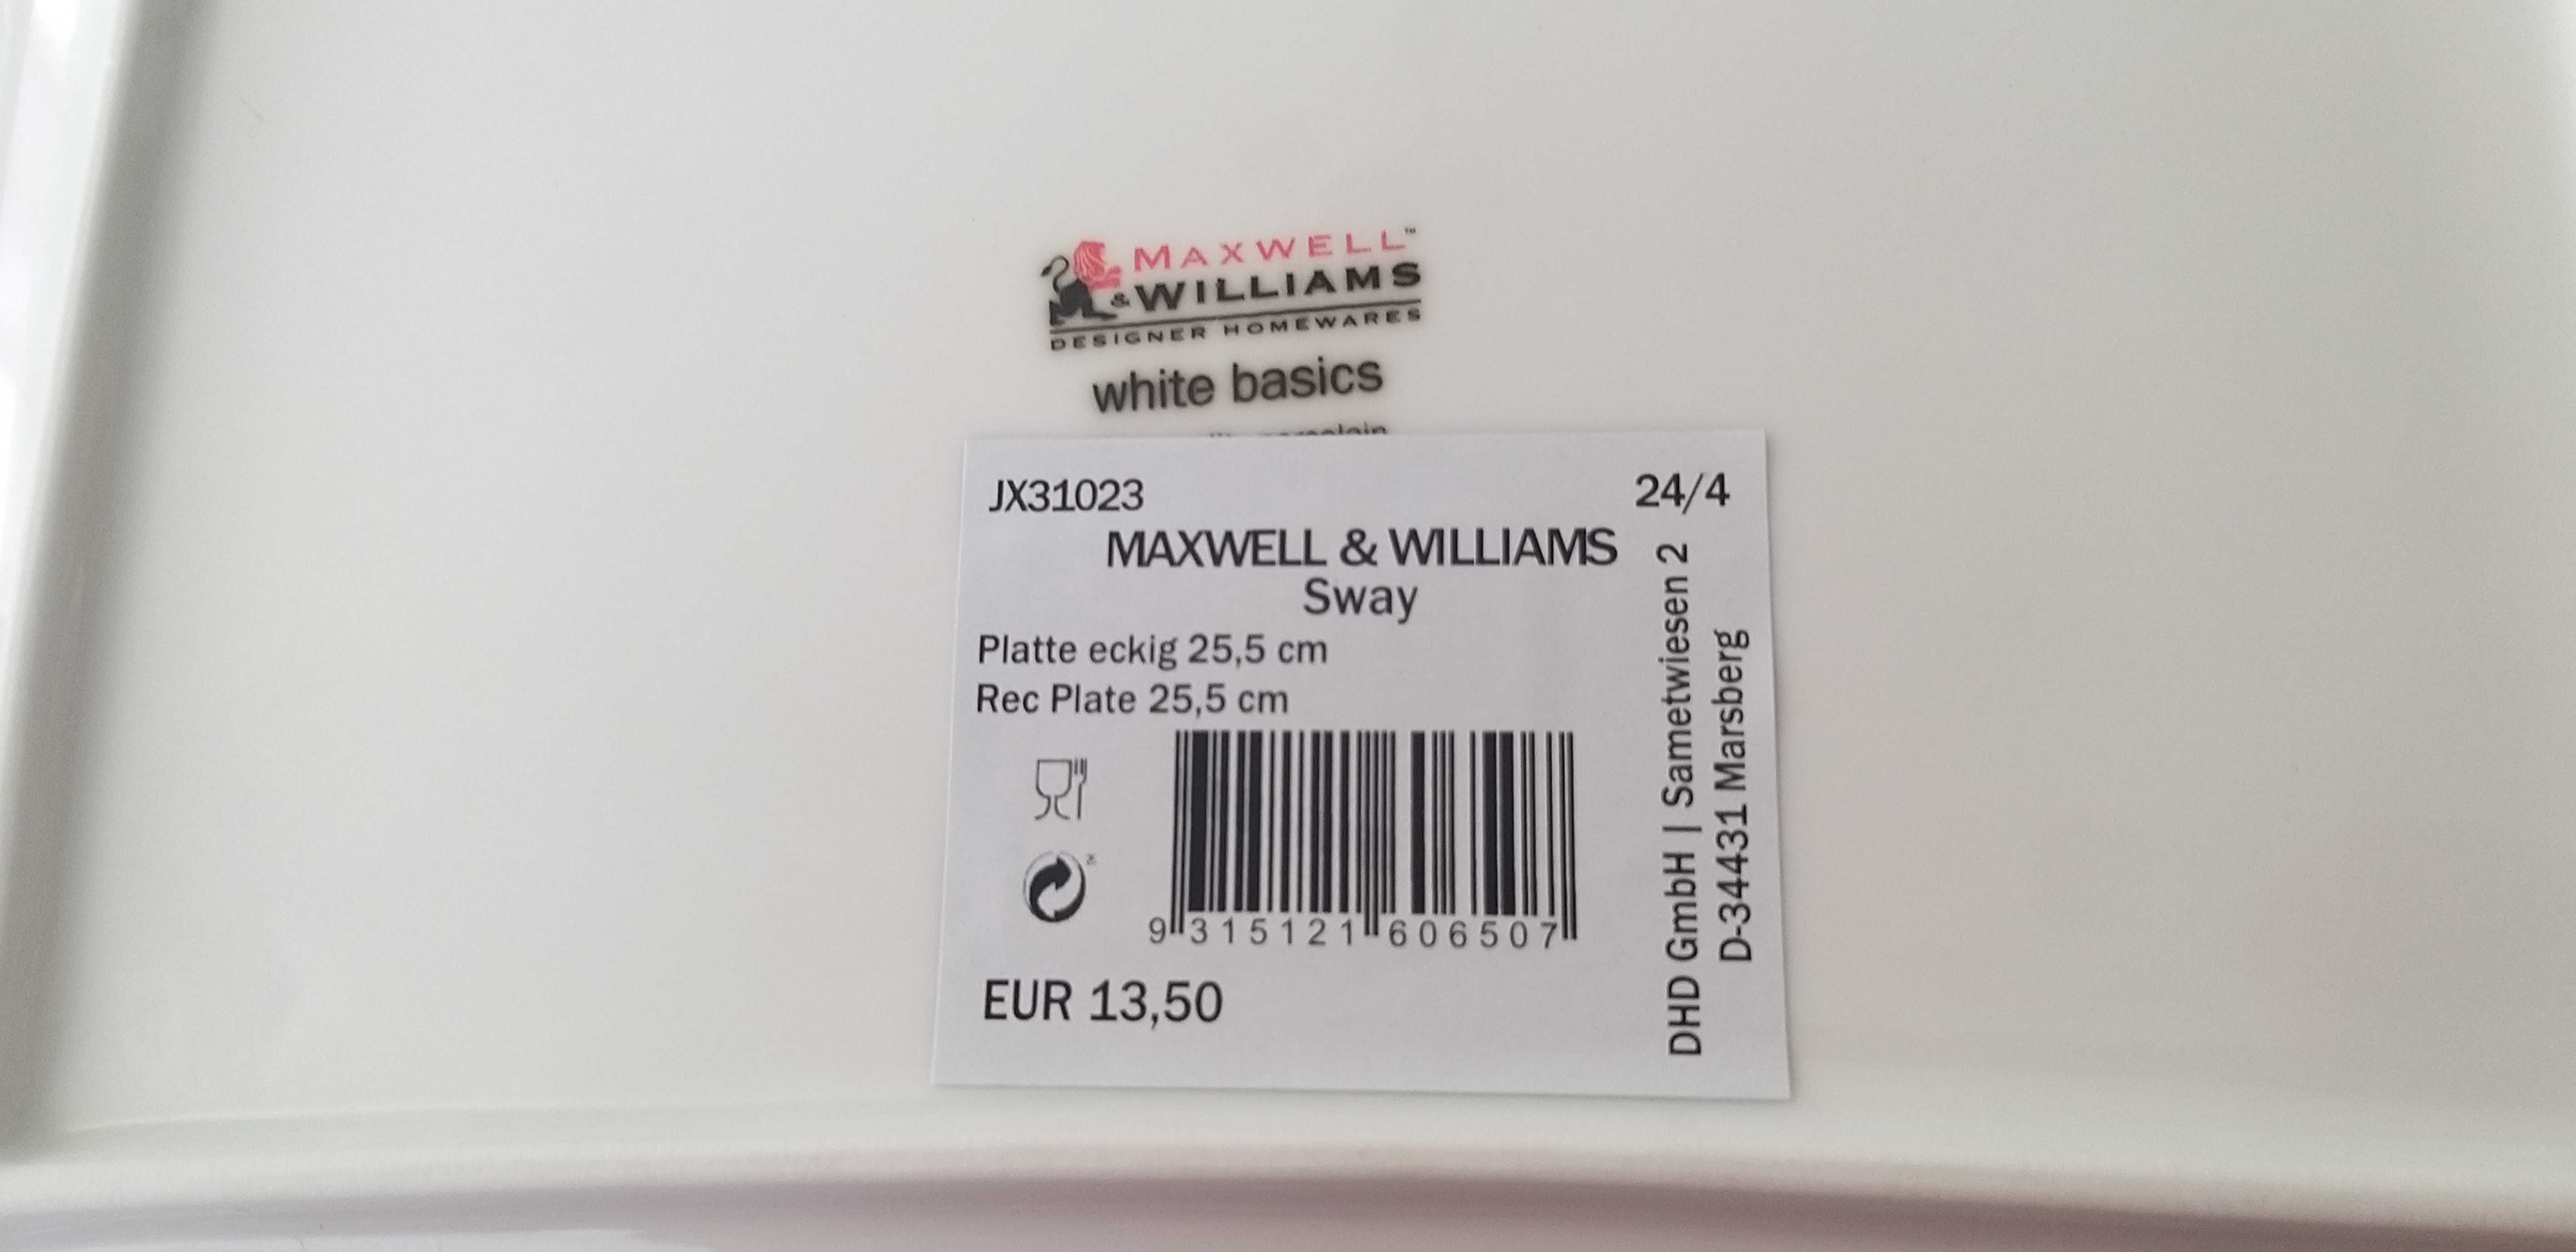 MAXWELL™
& WILLIAMS
DESIGNER HOMEWARES
white basics
JX31023
24/4
MAXWELL & WILLIAMS
Sway
Platte eckig 25,5 cm
Rec Plate 25,5 cm
9 315121 606507
EUR 13,50
DHD GmbH | Sametwiesen 2
D-34431 Marsberg